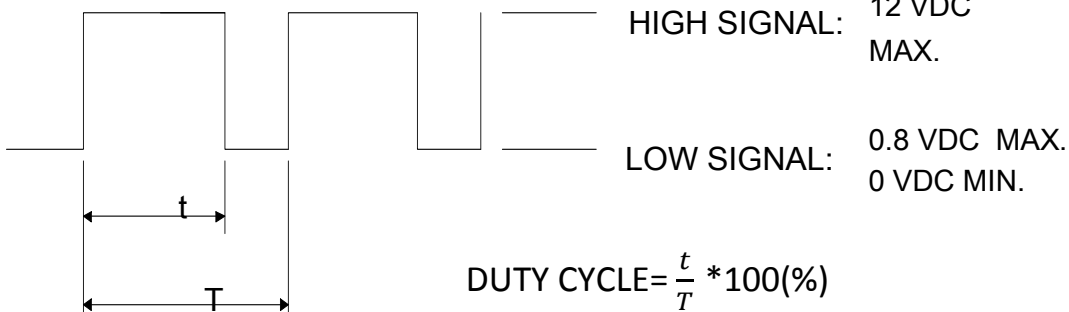 HIGH SIGNAL: 12 VDC
MAX.
LOW SIGNAL: 0.8 VDC MAX.
0 VDC MIN.
t
T
DUTY CYCLE= t/T *100(%)